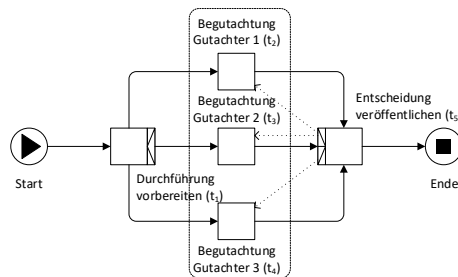 Begutachtung
Gutachter 1 (t₂)
Begutachtung
Gutachter 2 (t₃)
Entscheidung
veröffentlichen (t₅
Start
Durchführung
vorbereiten (t₁)
Ende
Begutachtung
Gutachter 3 (t₄)